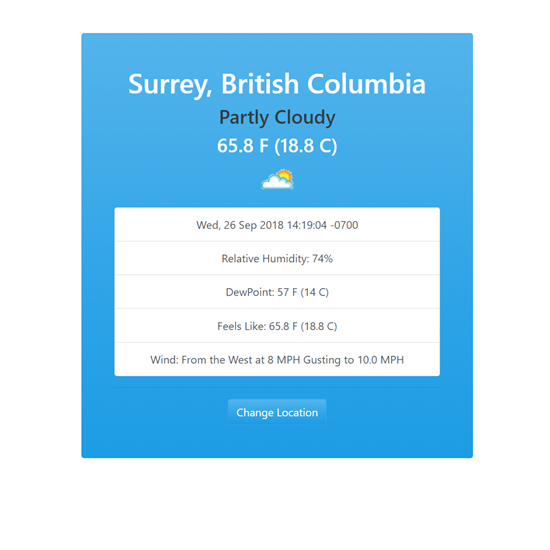 Surrey, British Columbia
Partly Cloudy
65.8 F (18.8 C)
Wed, 26 Sep 2018 14:19:04 -0700
Relative Humidity: 74%
DewPoint: 57 F (14 C)
Feels Like: 65.8 F (18.8 C)
Wind: From the West at 8 MPH Gusting to 10.0 MPH
Change Location